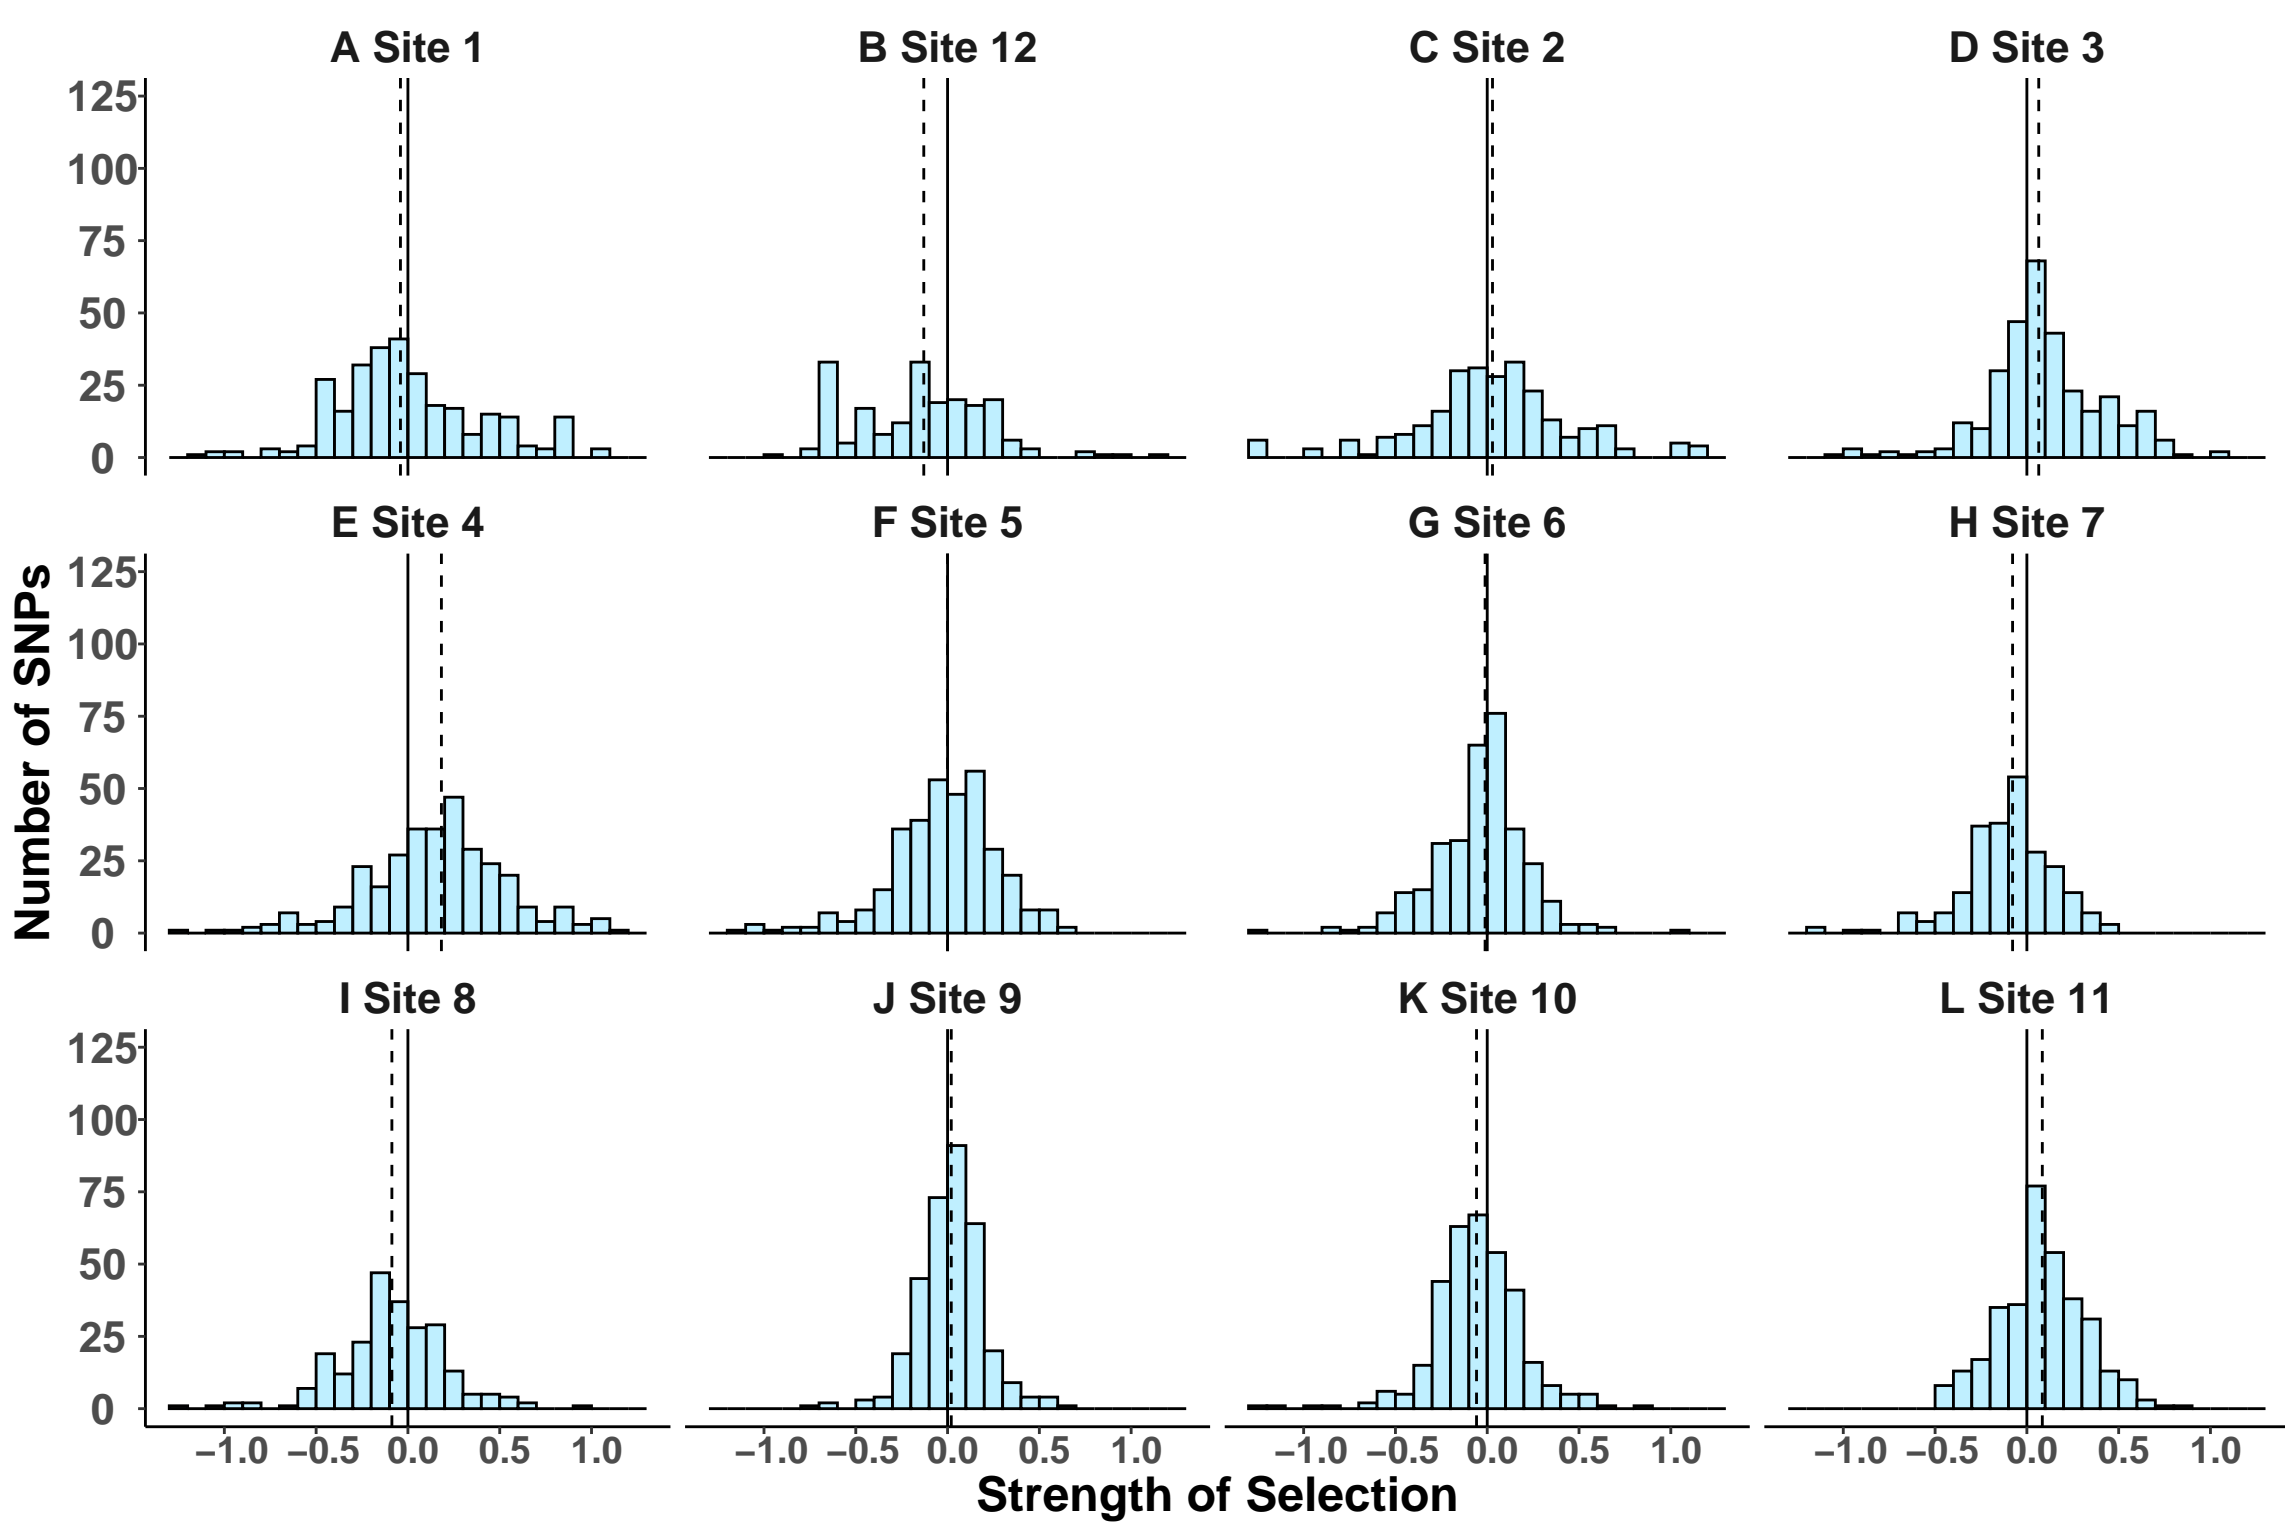 A Site 1
B Site 12
C Site 2
D Site 3
125
100
75
50
25
0
E Site 4
F Site 5
G Site 6
H Site 7
Number of SNPs
125
100
75
50
25
0
I Site 8
J Site 9
K Site 10
L Site 11
125
100
75
50
25
0
−1.0 −0.5 0.0 0.5 1.0
−1.0 −0.5 0.0 0.5 1.0
−1.0 −0.5 0.0 0.5 1.0
−1.0 −0.5 0.0 0.5 1.0
Strength of Selection